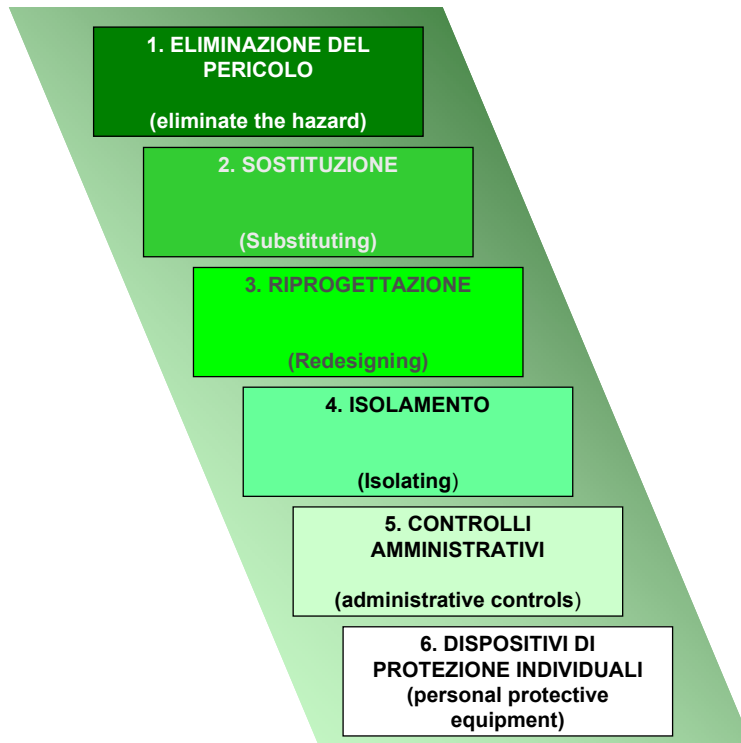 1. ELIMINAZIONE DEL
PERICOLO
(eliminate the hazard)
2. SOSTITUZIONE
(Substituting)
3. RIPROGETTAZIONE
(Redesigning)
4. ISOLAMENTO
(Isolating)
5. CONTROLLI
AMMINISTRATIVI
(administrative controls)
6. DISPOSITIVI DI
PROTEZIONE INDIVIDUALI
(personal protective
equipment)